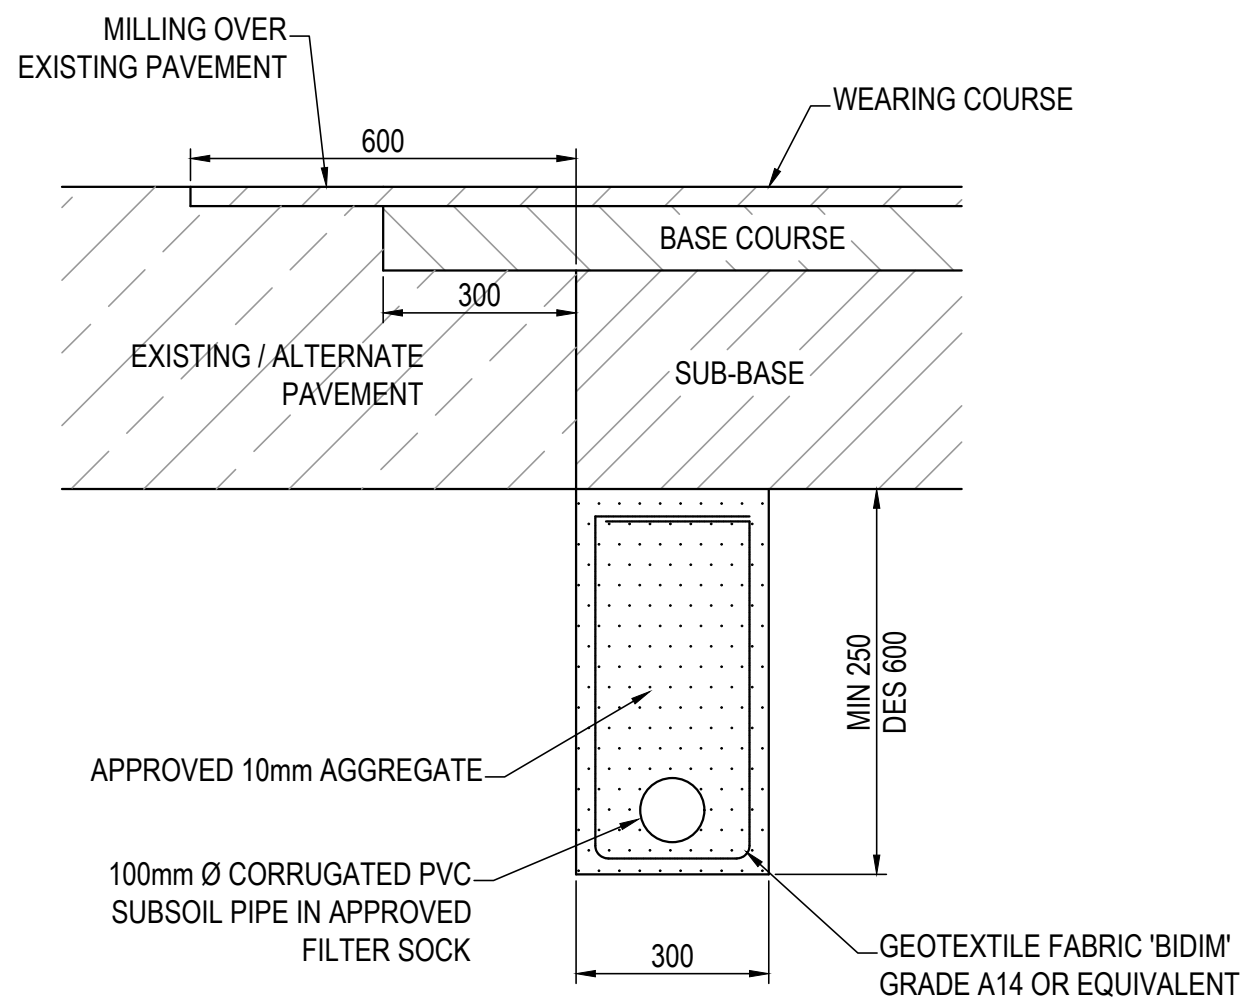 MILLING OVER
EXISTING PAVEMENT
WEARING COURSE
600
BASE COURSE
300
EXISTING / ALTERNATE
PAVEMENT
SUB-BASE
MIN 250
DES 600
APPROVED 10mm AGGREGATE
100mm Ø CORRUGATED PVC
SUBSOIL PIPE IN APPROVED
FILTER SOCK
300
GEOTEXTILE FABRIC 'BIDIM'
GRADE A14 OR EQUIVALENT